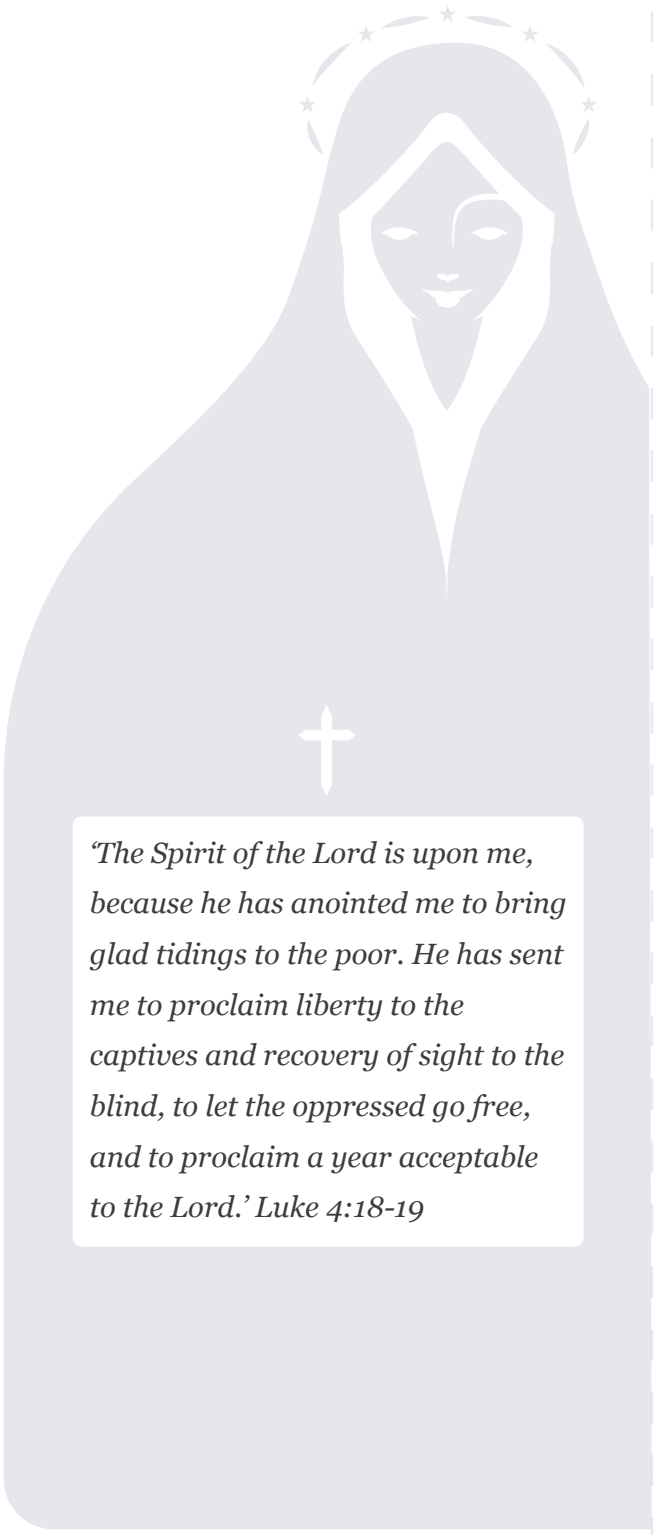 ‘The Spirit of the Lord is upon me,
because he has anointed me to bring
glad tidings to the poor. He has sent
me to proclaim liberty to the
captives and recovery of sight to the
blind, to let the oppressed go free,
and to proclaim a year acceptable
to the Lord.’ Luke 4:18-19